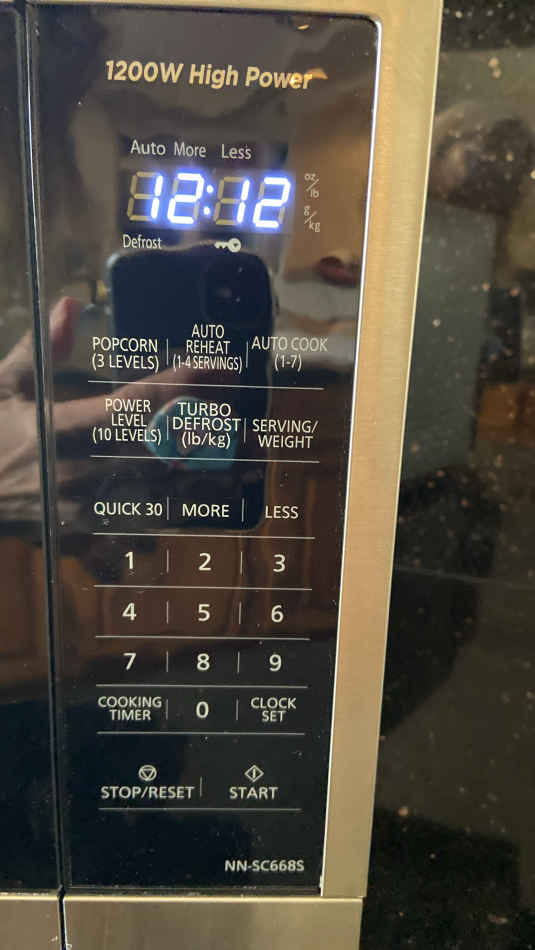 1200W High Power
Auto More Less
12:12
oz/lb
g/kg
Defrost
POPCORN
(3 LEVELS)
AUTO
REHEAT
(1-4 SERVINGS)
AUTO COOK
(1-7)
POWER
LEVEL
(10 LEVELS)
TURBO
DEFROST
(lb/kg)
SERVING/
WEIGHT
QUICK 30
MORE
LESS
1 2 3
4 5 6
7 8 9
COOKING
TIMER
0
CLOCK
SET
STOP/RESET
START
NN-SC668S